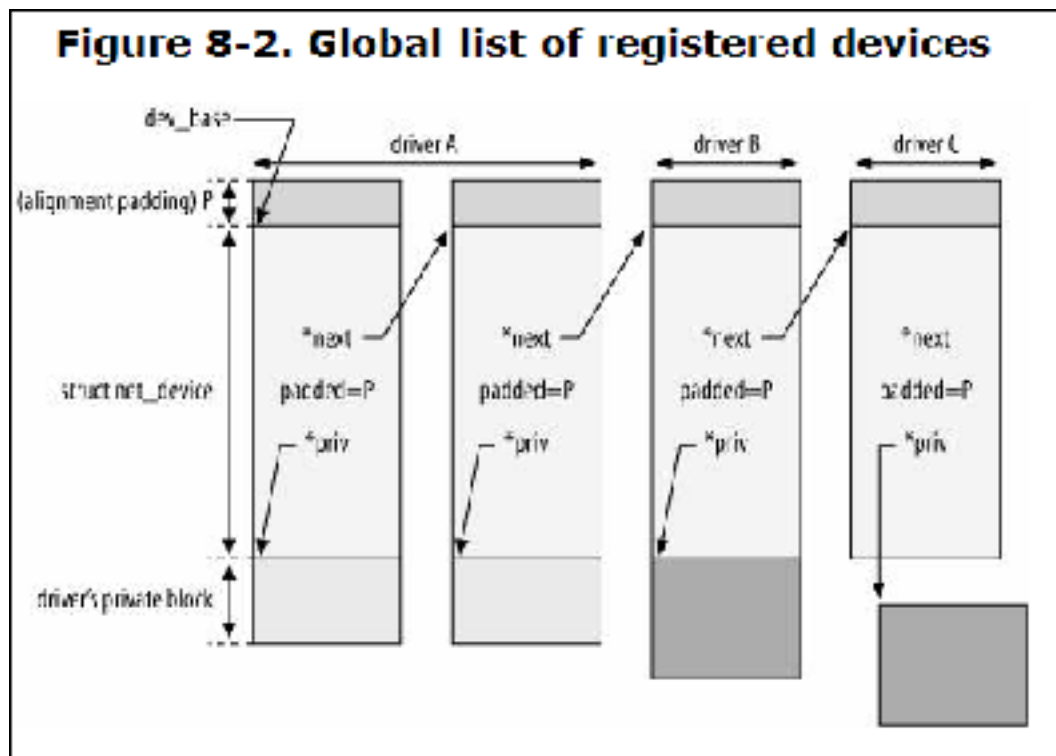 Figure 8-2. Global list of registered devices
dev_base
driver A
driver B
driver C
(alignment padding) P
*next
*next
*next
*next
struct net_device
padded=P
padded=P
padded=P
padded=P
*priv
*priv
*priv
*priv
driver's private block